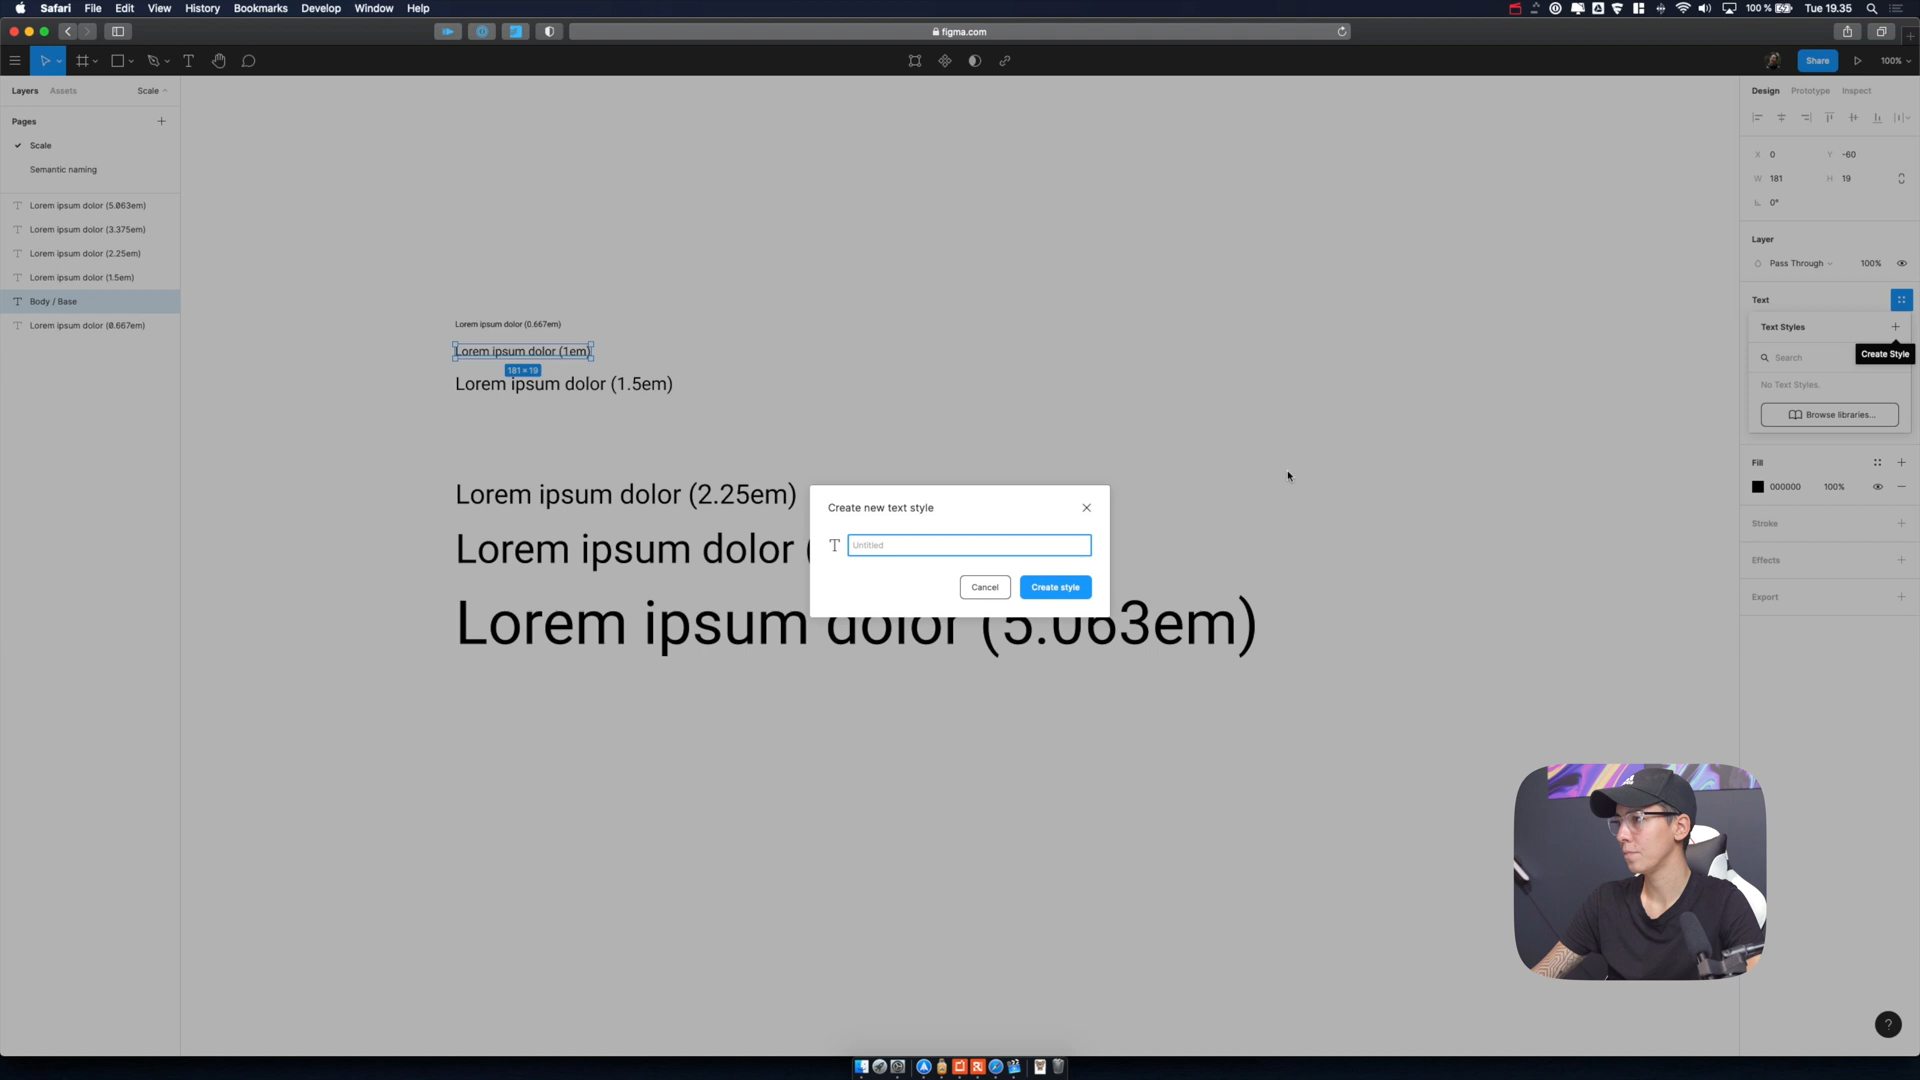 Safari File Edit View History Bookmarks Develop Window Help 100 % Tue 19.35
figma.com
Share 100%
Layers Assets Scale
Design Prototype Inspect
Pages
Scale
Semantic naming
Lorem ipsum dolor (5.063em)
Lorem ipsum dolor (3.375em)
Lorem ipsum dolor (2.25em)
Lorem ipsum dolor (1.5em)
Body / Base
Lorem ipsum dolor (0.667em)
Lorem ipsum dolor (0.667em)
Lorem ipsum dolor (1em)
181 × 19
Lorem ipsum dolor (1.5em)
Lorem ipsum dolor (2.25em)
Lorem ipsum dolor (
Lorem ipsum dolor (5.063em)
Create new text style
Untitled
Cancel Create style
X 0 Y -60
W 181 H 19
0°
Layer
Pass Through 100%
Text
Text Styles
Search
Create Style
No Text Styles.
Browse libraries...
Fill
000000 100%
Stroke
Effects
Export
?